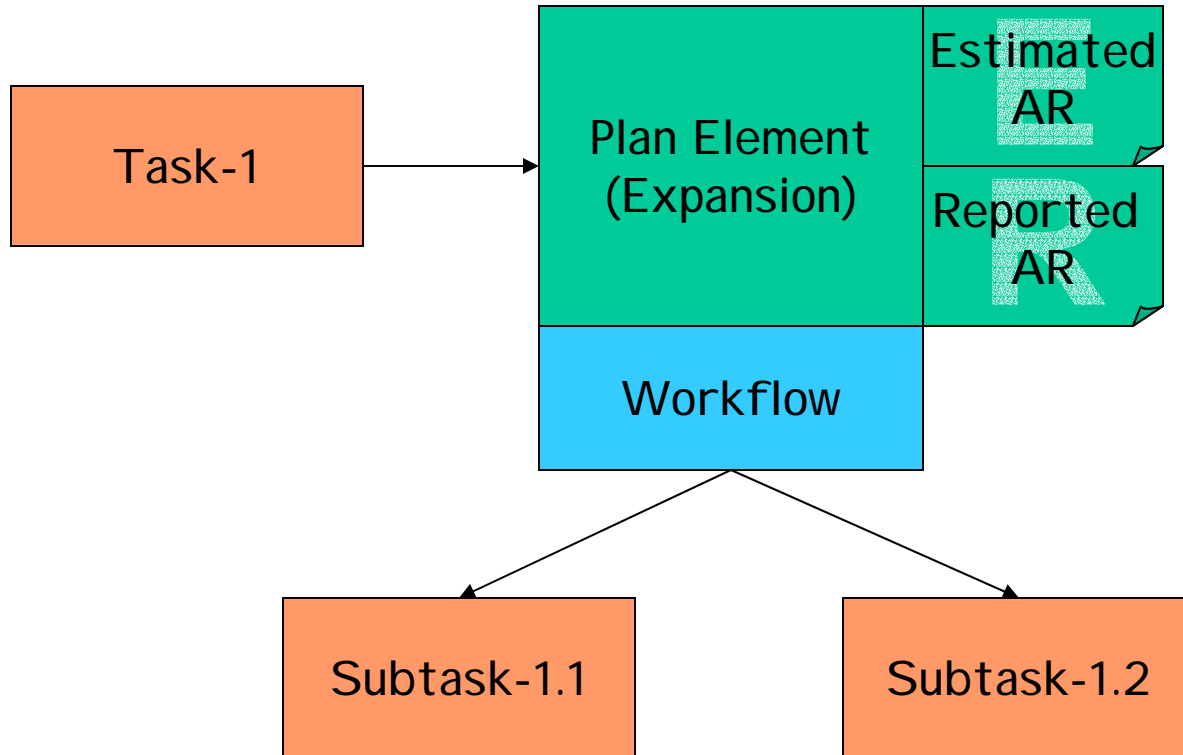 Task-1
Plan Element
(Expansion)
E
Estimated
AR
R
Reported
AR
Workflow
Subtask-1.1
Subtask-1.2